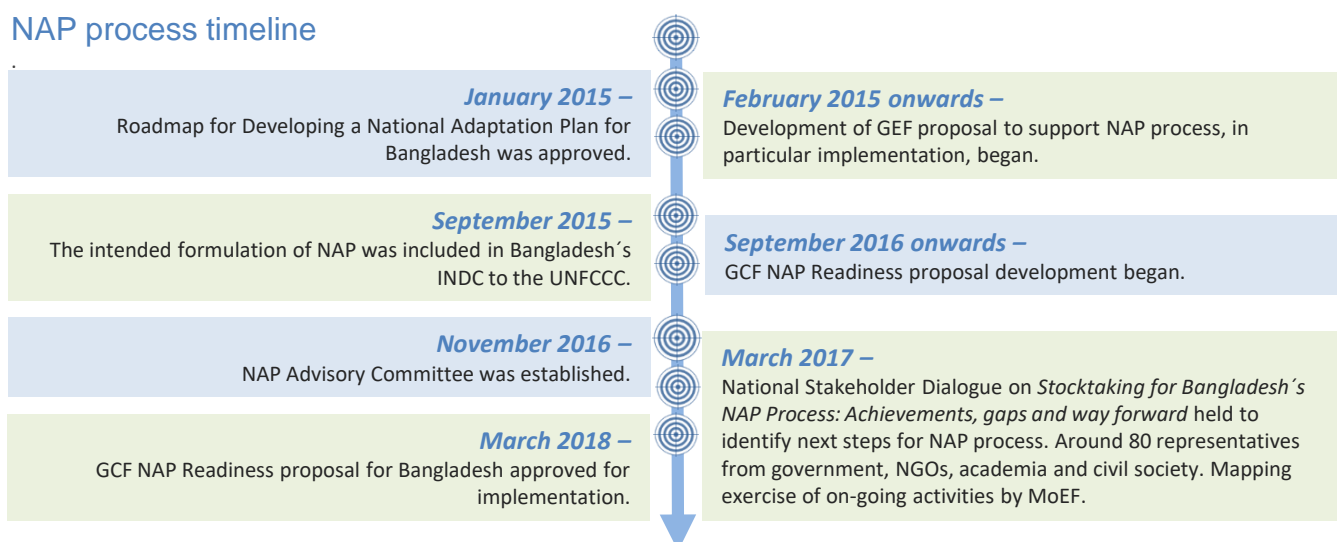 NAP process timeline
.
January 2015 –
Roadmap for Developing a National Adaptation Plan for
Bangladesh was approved.
February 2015 onwards –
Development of GEF proposal to support NAP process, in
particular implementation, began.
September 2015 –
The intended formulation of NAP was included in Bangladesh´s
INDC to the UNFCCC.
September 2016 onwards –
GCF NAP Readiness proposal development began.
November 2016 –
NAP Advisory Committee was established.
March 2017 –
National Stakeholder Dialogue on Stocktaking for Bangladesh´s
NAP Process: Achievements, gaps and way forward held to
identify next steps for NAP process. Around 80 representatives
from government, NGOs, academia and civil society. Mapping
exercise of on-going activities by MoEF.
March 2018 –
GCF NAP Readiness proposal for Bangladesh approved for
implementation.